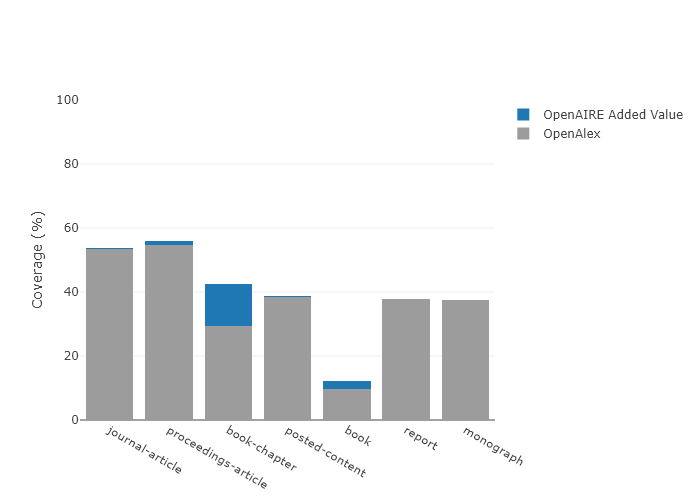 100
80
60
40
20
0
Coverage (%)
journal-article
proceedings-article
book-chapter
posted-content
book
report
monograph
OpenAIRE Added Value
OpenAlex